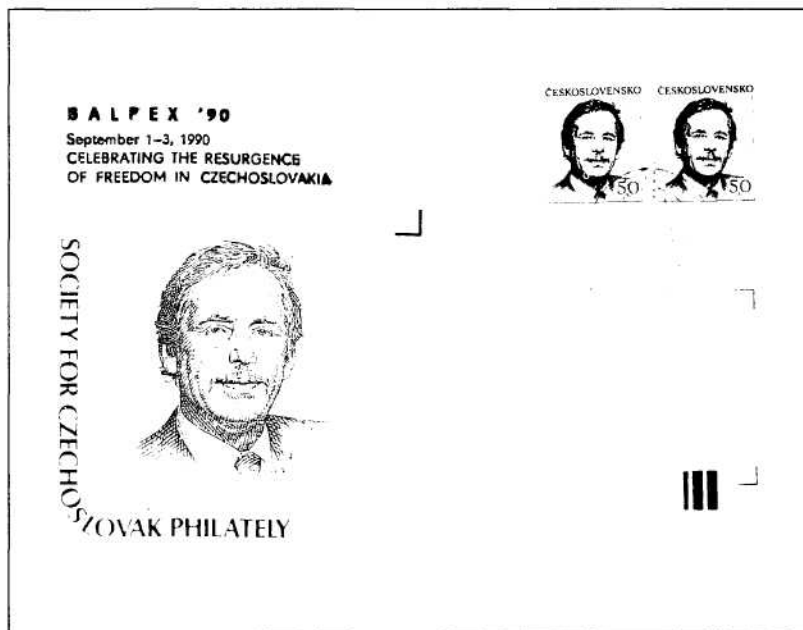 BALPEX '90
September 1–3, 1990
CELEBRATING THE RESURGENCE
OF FREEDOM IN CZECHOSLOVAKIA
ČESKOSLOVENSKO
50
ČESKOSLOVENSKO
50
SOCIETY FOR CZECHOSLOVAK PHILATELY